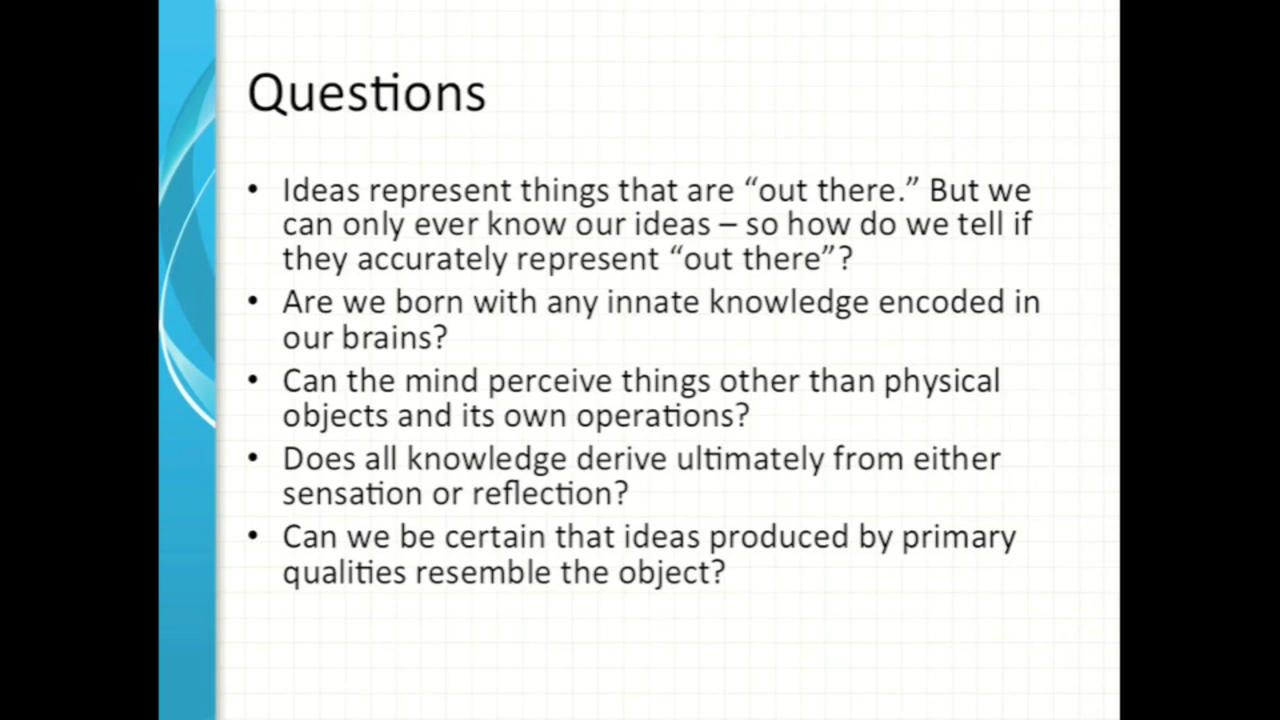 Questions
• Ideas represent things that are “out there.” But we
can only ever know our ideas – so how do we tell if
they accurately represent “out there”?
• Are we born with any innate knowledge encoded in
our brains?
• Can the mind perceive things other than physical
objects and its own operations?
• Does all knowledge derive ultimately from either
sensation or reflection?
• Can we be certain that ideas produced by primary
qualities resemble the object?